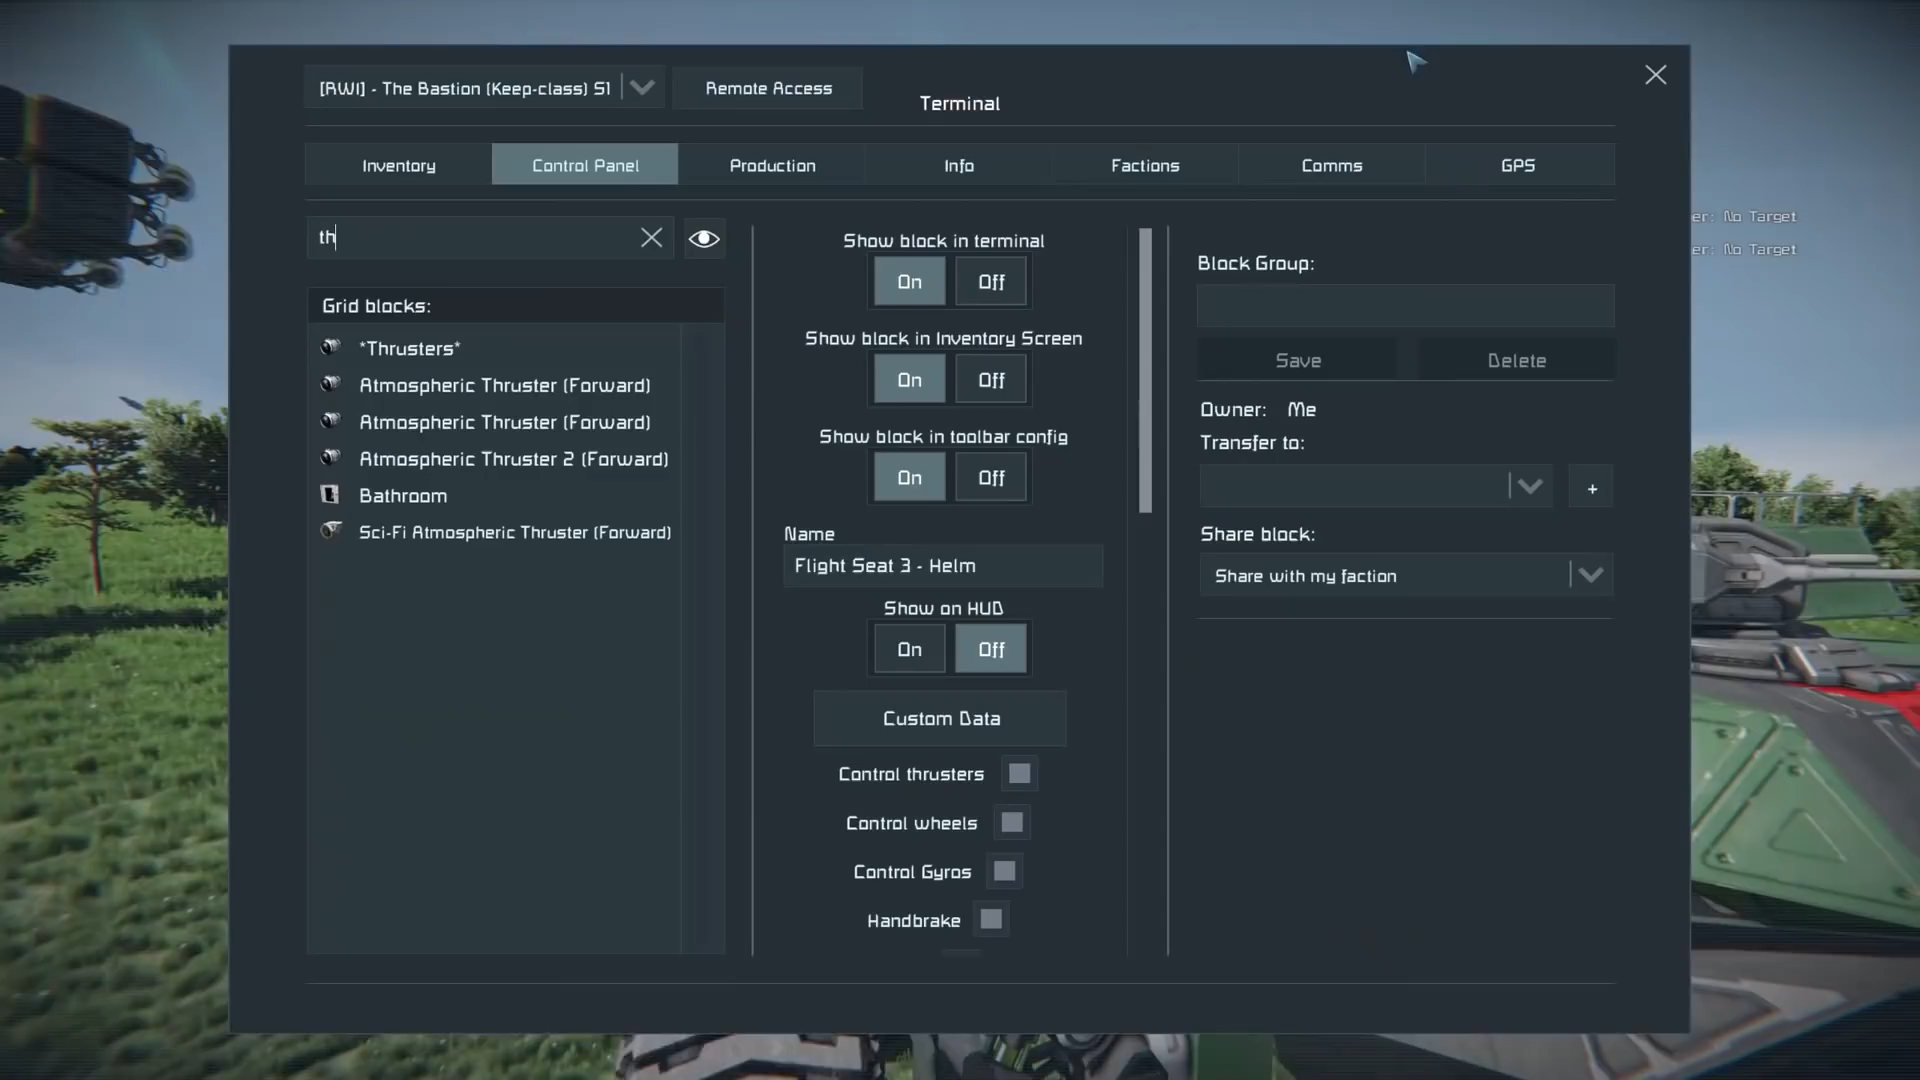 [RWI] - The Bastion (Keep-class) S1
Remote Access
Terminal
Inventory
Control Panel
Production
Info
Factions
Comms
GPS
th
Grid blocks:
*Thrusters*
Atmospheric Thruster (Forward)
Atmospheric Thruster (Forward)
Atmospheric Thruster 2 (Forward)
Bathroom
Sci-Fi Atmospheric Thruster (Forward)
Show block in terminal
On Off
Show block in Inventory Screen
On Off
Show block in toolbar config
On Off
Name
Flight Seat 3 - Helm
Show on HUD
On Off
Custom Data
Control thrusters
Control wheels
Control Gyros
Handbrake
Block Group:
Save
Delete
Owner: Me
Transfer to:
+
Share block:
Share with my faction
er: No Target
er: No Target